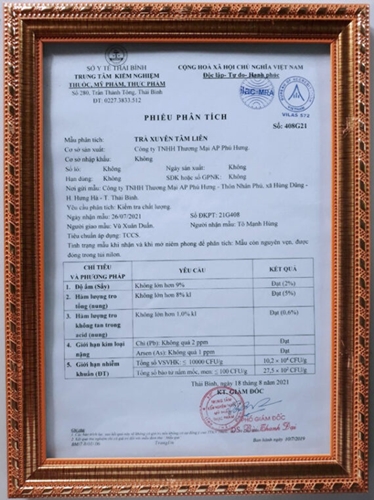 SỞ Y TẾ THÁI BÌNH
TRUNG TÂM KIỂM NGHIỆM
THUỐC, MỸ PHẨM, THỰC PHẨM
Số 280, Trần Thánh Tông, Thái Bình
ĐT: 0227.3833.512
CỘNG HOÀ XÃ HỘI CHỦ NGHĨA VIỆT NAM
Độc lập- Tự do- Hạnh phúc
VILAS 872
PHIẾU PHÂN TÍCH
Số: 408G21
Mẫu phân tích: TRÀ XUYÊN TÂM LIÊN
Cơ sở sản xuất: Công ty TNHH Thương Mại AP Phú Hưng.
Cơ sở nhập khẩu: Không
Số lô: Không Ngày sản xuất: Không
Hạn dùng: Không SĐK hoặc số GPNK: Không
Nơi gửi mẫu: Công ty TNHH Thương Mại AP Phú Hưng - Thôn Nhân Phú, xã Hùng Dũng -
H. Hưng Hà - T. Thái Bình.
Yêu cầu phân tích: Kiểm tra chất lượng.
Ngày nhận mẫu: 26/07/2021 Số ĐKPT: 21G408
Người giao mẫu: Vũ Xuân Duẩn. Người nhận mẫu: Tô Mạnh Hùng
Tiêu chuẩn áp dụng: TCCS.
Tình trạng mẫu khi nhận và khi mở niêm phong để phân tích: Mẫu còn nguyên vẹn, được
đóng trong túi nilon.
CHỈ TIÊU
VÀ PHƯƠNG PHÁP YÊU CẦU KẾT QUẢ
1. Độ ẩm (Sấy) Không lớn hơn 9% Đạt (2%)
2. Hàm lượng tro
(nung) Không lớn hơn 8% kl Đạt (5%)
3. Hàm lượng tro
không tan trong
acid (nung) Không lớn hơn 1,0% kl Đạt (0,6%)
4. Giới hạn kim loại
nặng Chì (Pb): Không quá 2 ppm Đạt
Arsen (As): Không quá 1 ppm Đạt
5. Giới hạn nhiễm
khuẩn (ĐT) Tổng số VSVHK: ≤ 10000 CFU/g 10,2 × 10² CFU/g
Tổng số bào tử nấm mốc, men: ≤ 100 CFU/g 27,5 × 10¹ CFU/g
Thái Bình, ngày 18 tháng 8 năm 2021
KT.GIÁM ĐỐC
PHÓ GIÁM ĐỐC
Ban hành ngày: 10/7/2019